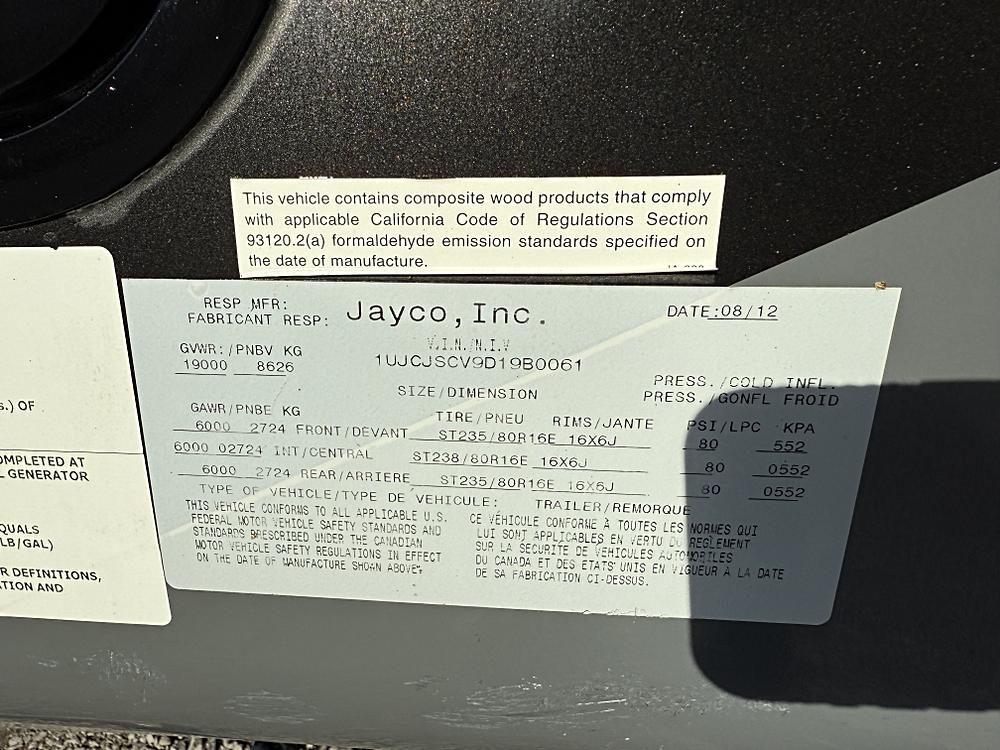 This vehicle contains composite wood products that comply
with applicable California Code of Regulations Section
93120.2(a) formaldehyde emission standards specified on
the date of manufacture.
RESP MFR:
FABRICANT RESP: Jayco, Inc. DATE:08/12
V.I.N./N.I.V
1UJCJSCV9D19B0061
GVWR:/PNBV KG
19000 8626
SIZE/DIMENSION
PRESS./COLD INFL.
PRESS./GONFL FROID
GAWR/PNBE KG TIRE/PNEU RIMS/JANTE PSI/LPC KPA
6000 2724 FRONT/DEVANT ST235/80R16E 16X6J 80 552
6000 02724 INT/CENTRAL ST238/80R16E 16X6J 80 0552
6000 2724 REAR/ARRIERE ST235/80R16E 16X6J 80 0552
TYPE OF VEHICLE/TYPE DE VEHICULE: TRAILER/REMORQUE
THIS VEHICLE CONFORMS TO ALL APPLICABLE U.S.
FEDERAL MOTOR VEHICLE SAFETY STANDARDS AND
STANDARDS PRESCRIBED UNDER THE CANADIAN
MOTOR VEHICLE SAFETY REGULATIONS IN EFFECT
ON THE DATE OF MANUFACTURE SHOWN ABOVE.
CE VÉHICULE CONFORME À TOUTES LES NORMES QUI
LUI SONT APPLICABLES EN VERTU DU RÈGLEMENT
SUR LA SECURITE DE VEHICULES AUTOMOBILES
DU CANADA ET DES ETATS UNIS EN VIGUEUR À LA DATE
DE SA FABRICATION CI-DESSUS.
S.) OF
OMPLETED AT
L GENERATOR
QUALS
LB/GAL)
R DEFINITIONS,
TION AND